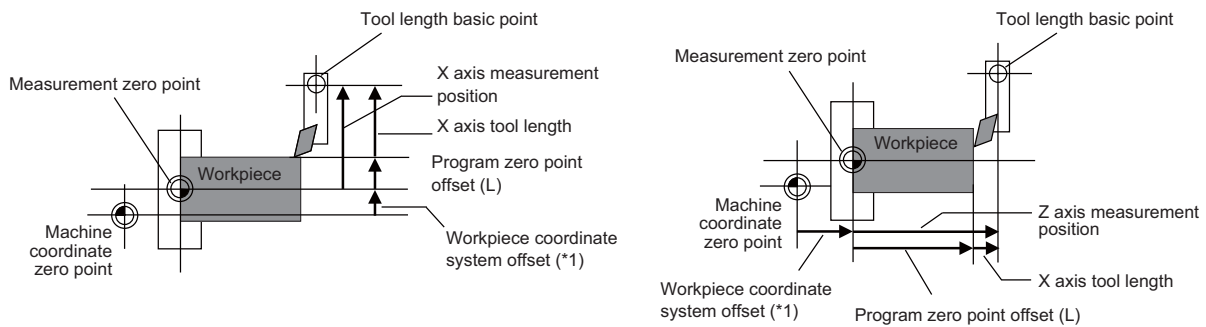 Tool length basic point
Measurement zero point
X axis measurement
position
X axis tool length
Workpiece
Program zero point
offset (L)
Machine
coordinate
zero point
Workpiece coordinate
system offset (*1)
Tool length basic point
Measurement zero point
Workpiece
Machine
coordinate
zero point
Z axis measurement
position
Workpiece coordinate
system offset (*1)
X axis tool length
Program zero point offset (L)